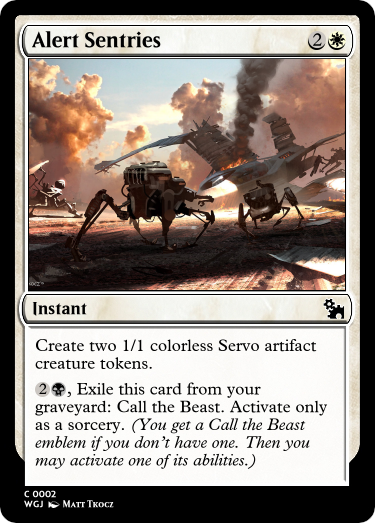 Alert Sentries 2
Instant
Create two 1/1 colorless Servo artifact
creature tokens.
2, Exile this card from your
graveyard: Call the Beast. Activate only
as a sorcery. (You get a Call the Beast
emblem if you don't have one. Then you
may activate one of its abilities.)
C 0002
WGJ Matt Tkocz